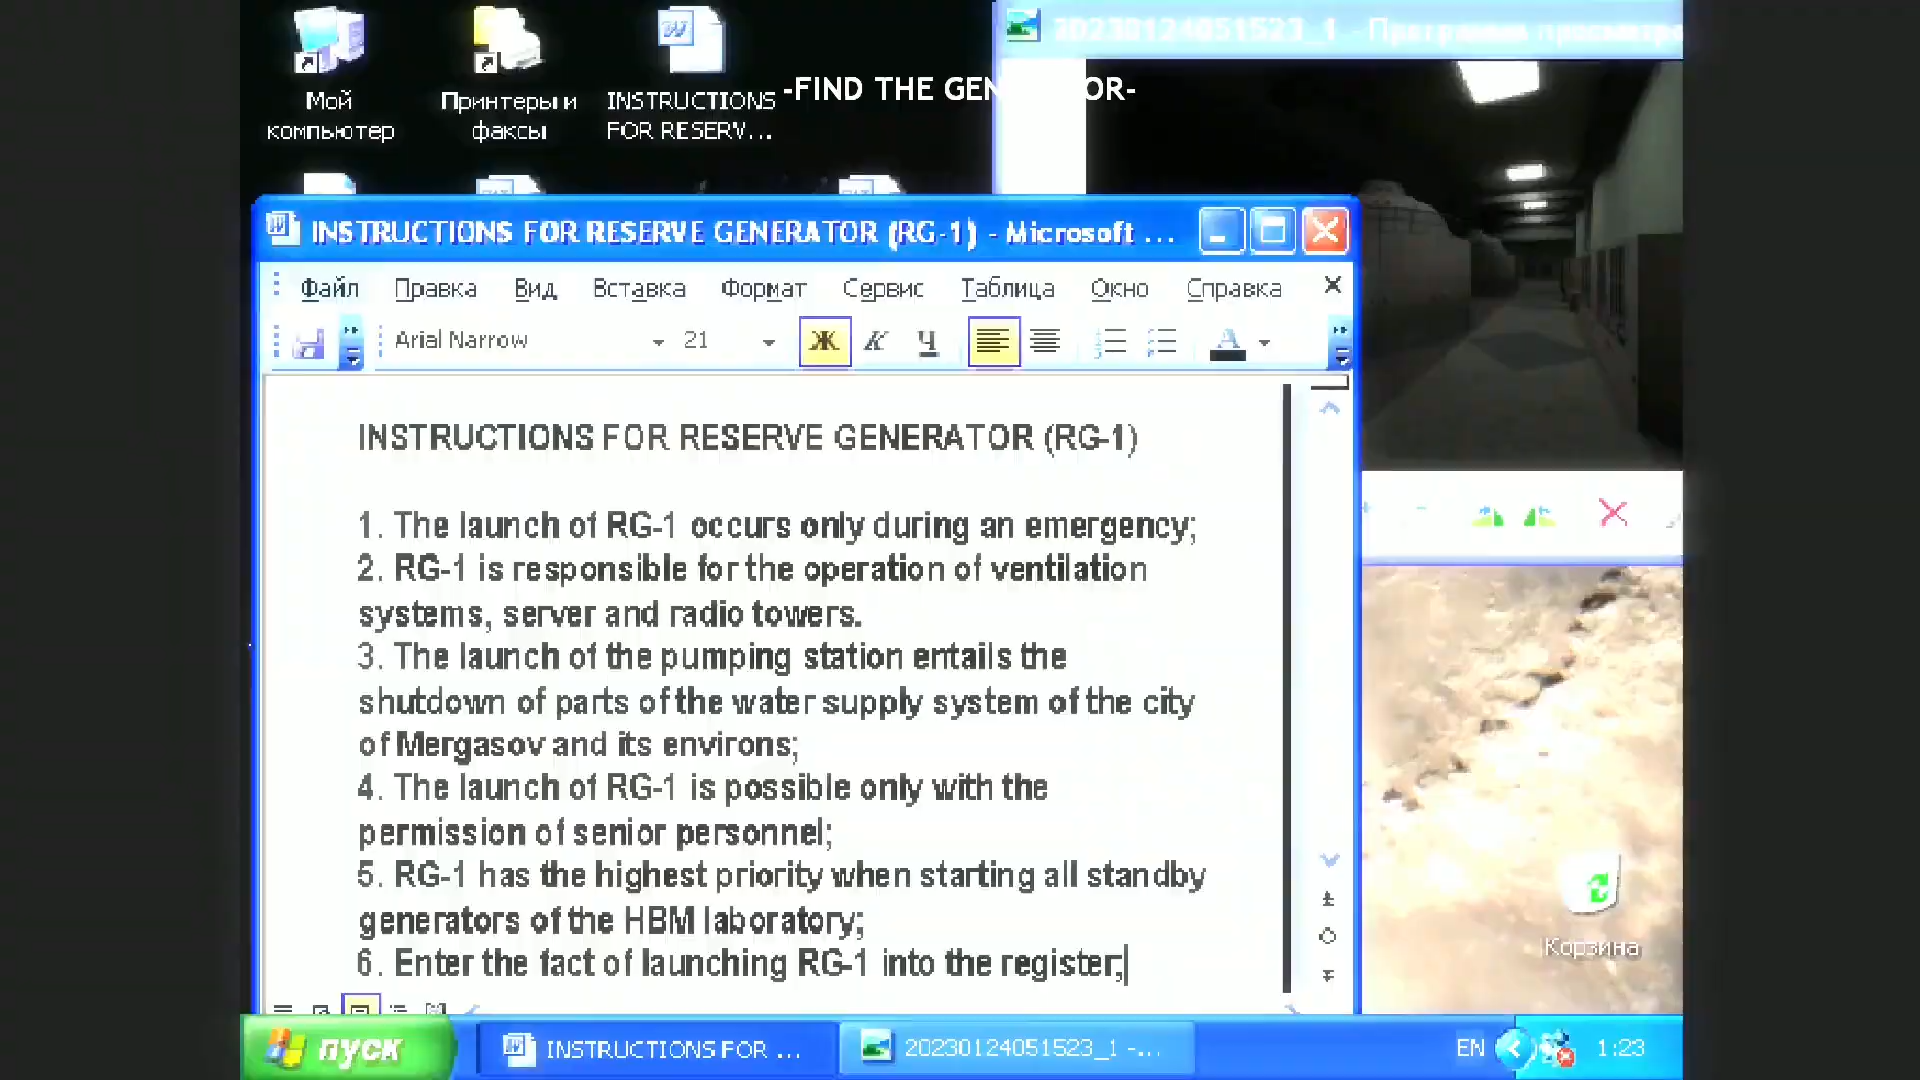 20230124051523_1 - Программа просмотра
-FIND THE GEN OR-
Мой компьютер
Принтеры и факсы
INSTRUCTIONS FOR RESERV...
INSTRUCTIONS FOR RESERVE GENERATOR (RG-1) - Microsoft ...
Файл Правка Вид Вставка Формат Сервис Таблица Окно Справка
Arial Narrow 21 Ж К Ч A
INSTRUCTIONS FOR RESERVE GENERATOR (RG-1)
1. The launch of RG-1 occurs only during an emergency;
2. RG-1 is responsible for the operation of ventilation
systems, server and radio towers.
3. The launch of the pumping station entails the
shutdown of parts of the water supply system of the city
of Mergasov and its environs;
4. The launch of RG-1 is possible only with the
permission of senior personnel;
5. RG-1 has the highest priority when starting all standby
generators of the HBM laboratory;
6. Enter the fact of launching RG-1 into the register;
Корзина
пуск
INSTRUCTIONS FOR ...
20230124051523_1 -...
EN
1:23